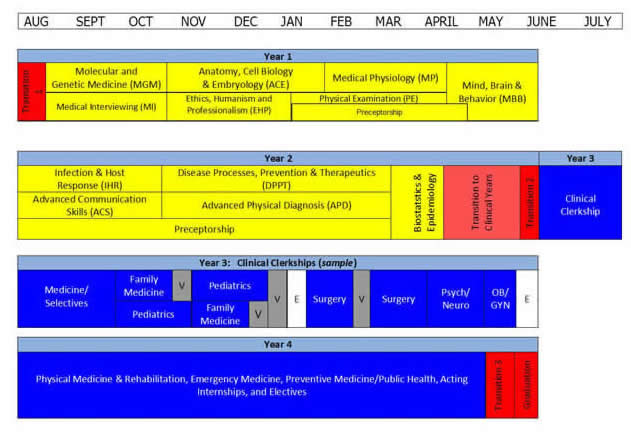 AUG SEPT OCT NOV DEC JAN FEB MAR APRIL MAY JUNE JULY
Year 1
Transition
Molecular and
Genetic Medicine (MGM)
Anatomy, Cell Biology
& Embryology (ACE)
Medical Physiology (MP)
Mind, Brain &
Behavior (MBB)
Medical Interviewing (MI)
Ethics, Humanism and
Professionalism (EHP)
Physical Examination (PE)
Preceptorship
Year 2
Year 3
Infection & Host
Response (IHR)
Disease Processes, Prevention & Therapeutics
(DPPT)
Advanced Communication
Skills (ACS)
Advanced Physical Diagnosis (APD)
Preceptorship
Biostatistics &
Epidemiology
Transition to
Clinical Years
Transition 2
Clinical
Clerkship
Year 3: Clinical Clerkships (sample)
Medicine/
Selectives
Family
Medicine
Pediatrics
V
Pediatrics
Family
Medicine
V
V
E
Surgery
V
Surgery
Psych/
Neuro
OB/
GYN
E
Year 4
Physical Medicine & Rehabilitation, Emergency Medicine, Preventive Medicine/Public Health, Acting
Internships, and Electives
Transition 3
Graduation